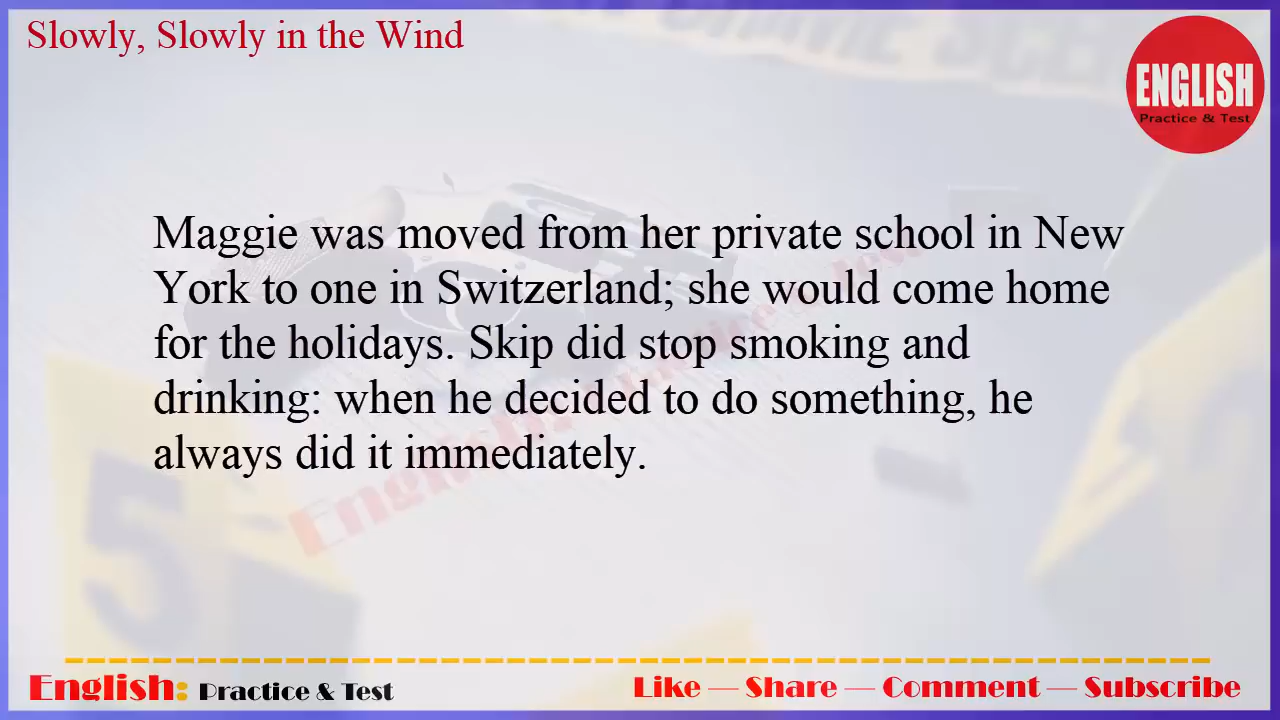 Slowly, Slowly in the Wind
ENGLISH
Practice & Test
Maggie was moved from her private school in New
York to one in Switzerland; she would come home
for the holidays. Skip did stop smoking and
drinking: when he decided to do something, he
always did it immediately.
5
English: Practice & Test
Like — Share — Comment — Subscribe